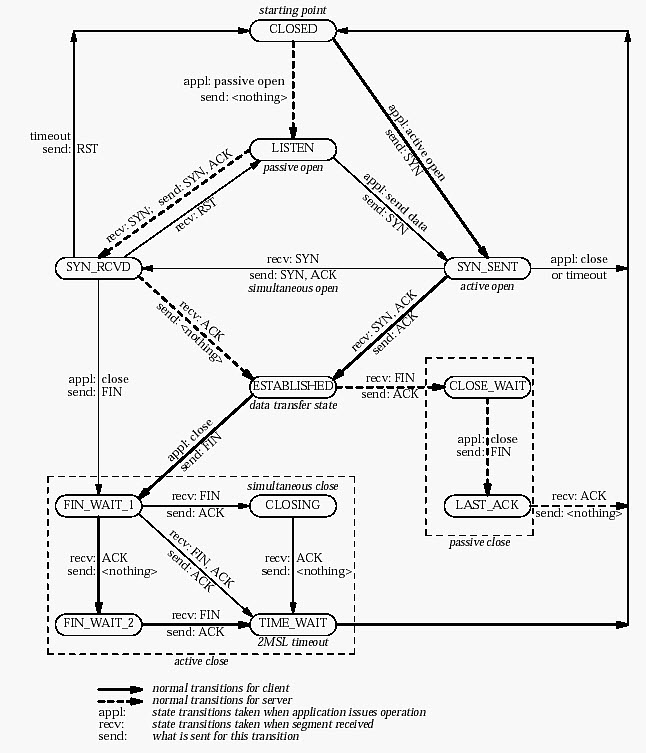 starting point
CLOSED
appl: passive open
send: <nothing>
appl: active open
send: SYN
timeout
send: RST
LISTEN
passive open
recv: SYN; send: SYN, ACK
recv: RST
appl: send data
send: SYN
SYN_RCVD
recv: SYN
send: SYN, ACK
simultaneous open
SYN_SENT
active open
appl: close
or timeout
recv: ACK
send: <nothing>
recv: SYN, ACK
send: ACK
appl: close
send: FIN
ESTABLISHED
data transfer state
recv: FIN
send: ACK
CLOSE_WAIT
appl: close
send: FIN
appl: close
send: FIN
LAST_ACK
recv: ACK
send: <nothing>
passive close
simultaneous close
FIN_WAIT_1
recv: FIN
send: ACK
CLOSING
recv: ACK
send: <nothing>
recv: FIN, ACK
send: ACK
recv: ACK
send: <nothing>
FIN_WAIT_2
recv: FIN
send: ACK
TIME_WAIT
2MSL timeout
active close
normal transitions for client
normal transitions for server
appl: state transitions taken when application issues operation
recv: state transitions taken when segment received
send: what is sent for this transition